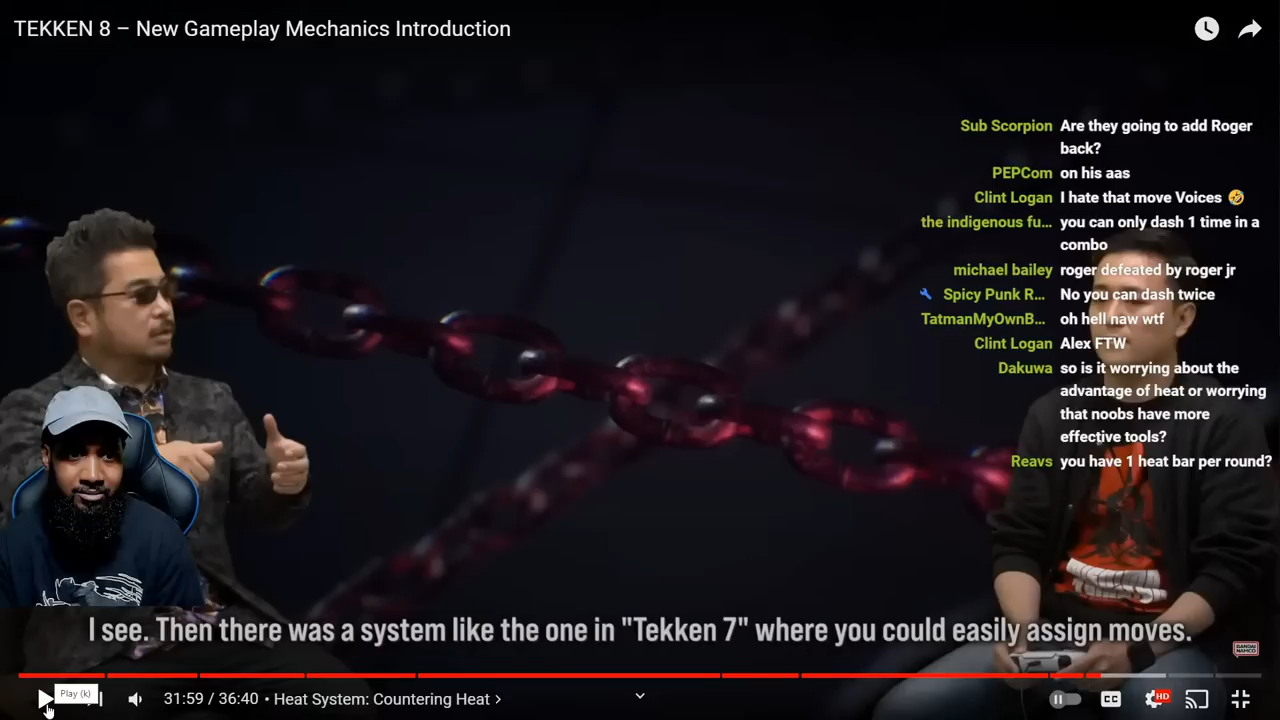 TEKKEN 8 – New Gameplay Mechanics Introduction
Sub Scorpion Are they going to add Roger
back?
PEPCom on his aas
Clint Logan I hate that move Voices 🤣
the indigenous fu... you can only dash 1 time in a
combo
michael bailey roger defeated by roger jr
Spicy Punk R... No you can dash twice
TatmanMyOwnB... oh hell naw wtf
Clint Logan Alex FTW
Dakuwa so is it worrying about the
advantage of heat or worrying
that noobs have more
effective tools?
Reavs you have 1 heat bar per round?
I see. Then there was a system like the one in "Tekken 7" where you could easily assign moves.
BANDAI
NAMCO
Play (k)
31:59 / 36:40 • Heat System: Countering Heat >
CC
HD